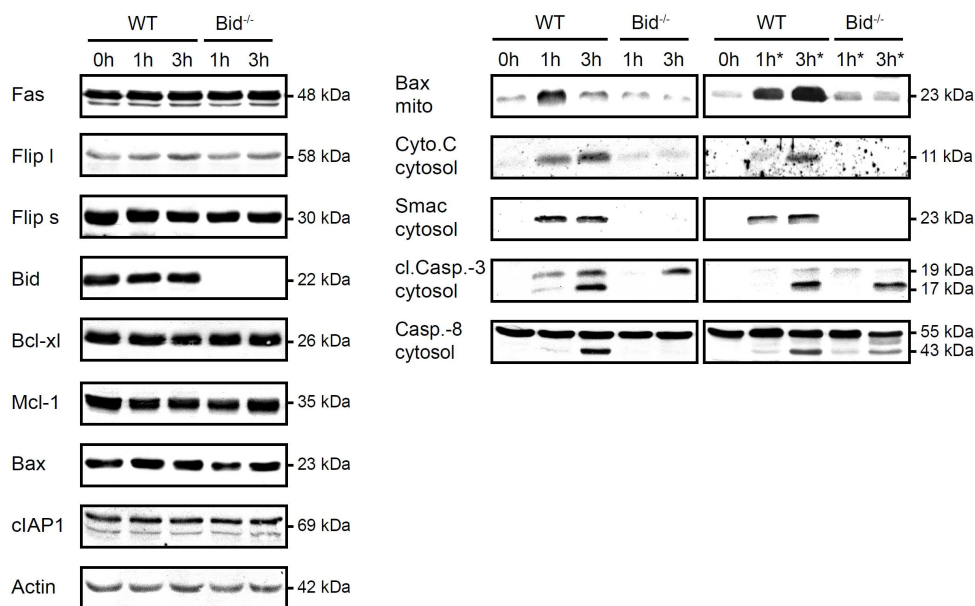 WT Bid-/-
0h 1h 3h 1h 3h
Fas 48 kDa
Flip l 58 kDa
Flip s 30 kDa
Bid 22 kDa
Bcl-xl 26 kDa
Mcl-1 35 kDa
Bax 23 kDa
cIAP1 69 kDa
Actin 42 kDa
WT Bid-/- WT Bid-/-
0h 1h 3h 1h 3h 0h 1h* 3h* 1h* 3h*
Bax
mito 23 kDa
Cyto.C
cytosol 11 kDa
Smac
cytosol 23 kDa
cl.Casp.-3 19 kDa
cytosol 17 kDa
Casp.-8 55 kDa
cytosol 43 kDa